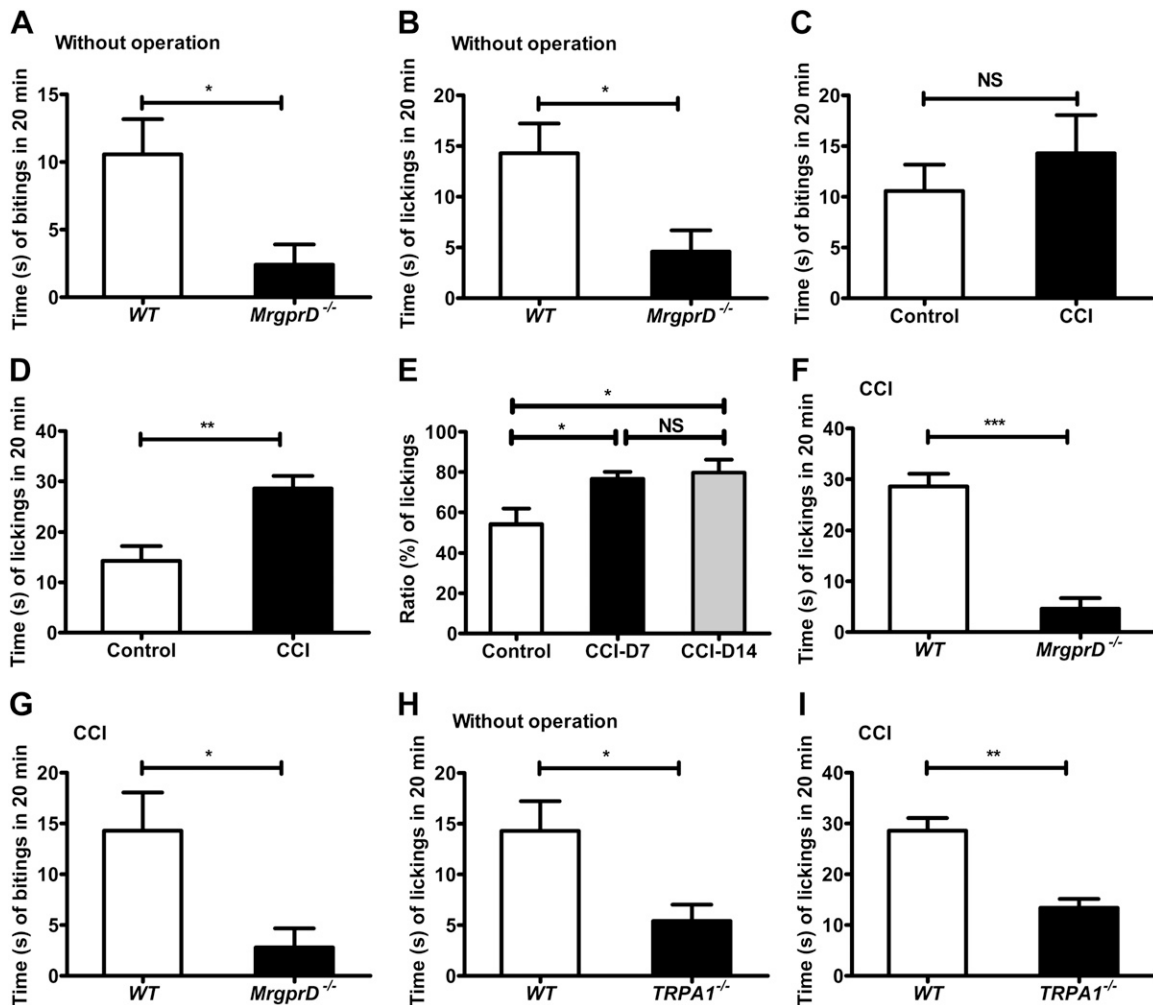 A
Without operation
Time (s) of bitings in 20 min
15
10
5
0
*
WT
MrgprD -/-
B
Without operation
Time (s) of lickings in 20 min
20
15
10
5
0
*
WT
MrgprD -/-
C
Time (s) of bitings in 20 min
20
15
10
5
0
NS
Control
CCI
D
Time (s) of lickings in 20 min
40
30
20
10
0
**
Control
CCI
E
Ratio (%) of lickings
100
80
60
40
20
0
*
*
NS
Control
CCI-D7
CCI-D14
F
CCI
Time (s) of lickings in 20 min
40
30
20
10
0
***
WT
MrgprD -/-
G
CCI
Time (s) of bitings in 20 min
20
15
10
5
0
*
WT
MrgprD -/-
H
Without operation
Time (s) of lickings in 20 min
20
15
10
5
0
*
WT
TRPA1 -/-
I
CCI
Time (s) of lickings in 20 min
40
30
20
10
0
**
WT
TRPA1 -/-